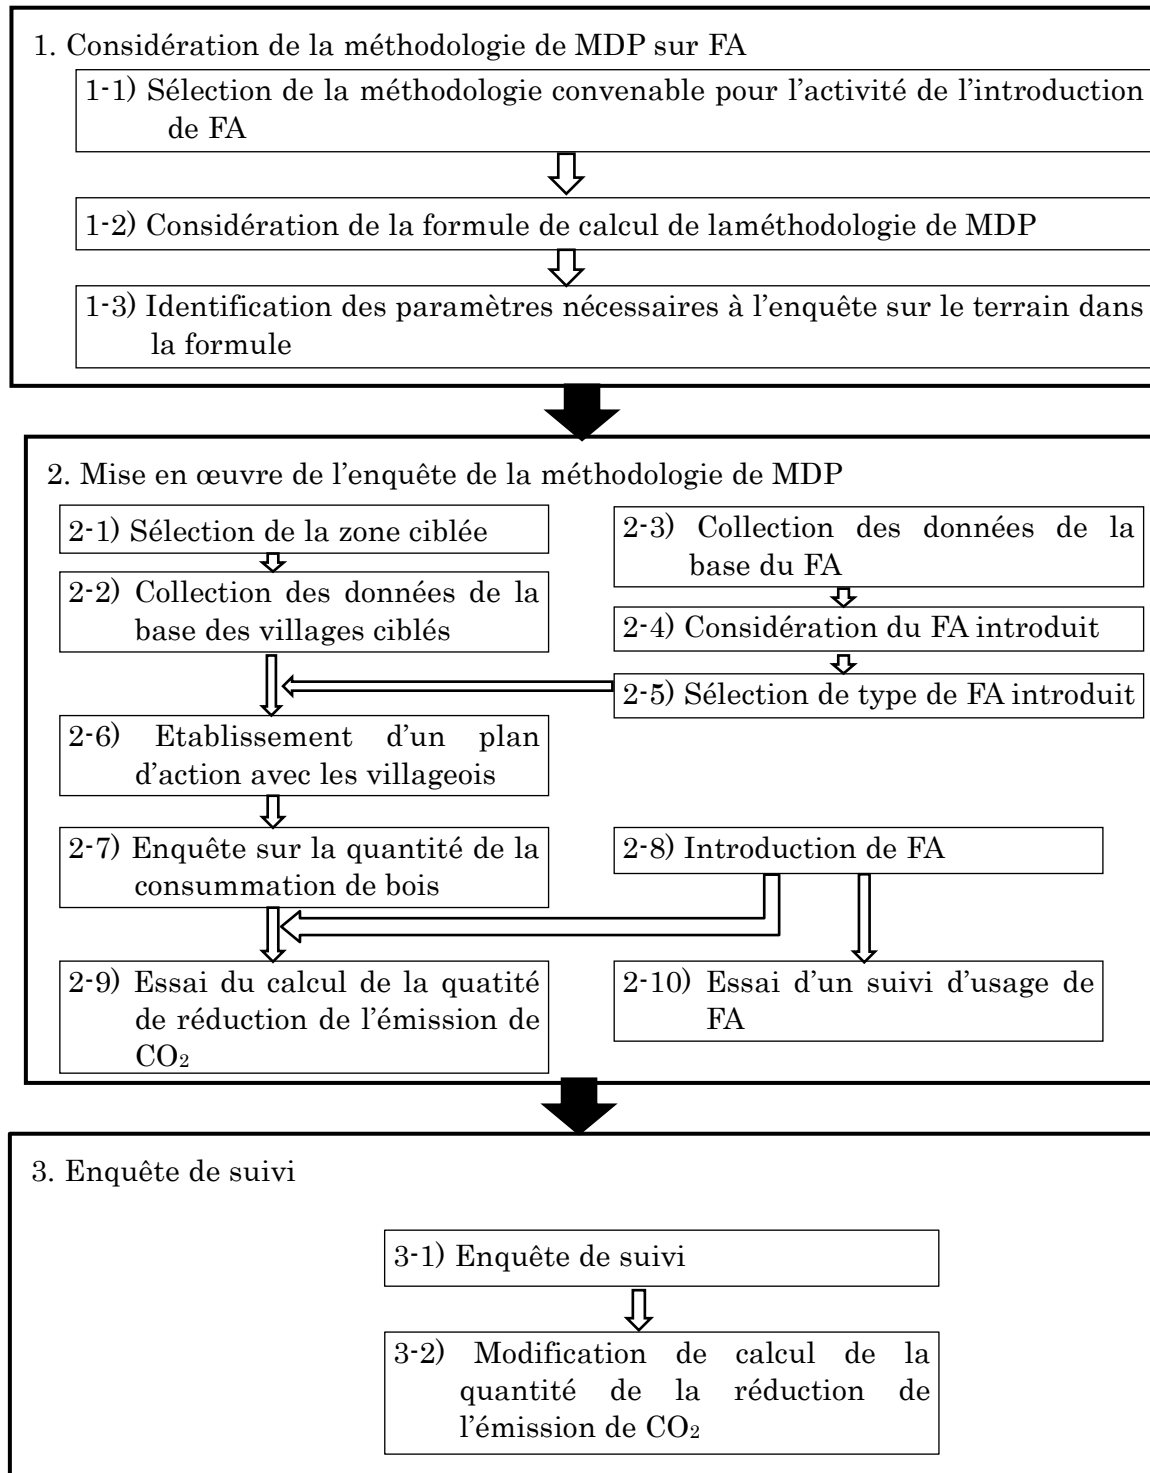 1. Considération de la méthodologie de MDP sur FA
1-1) Sélection de la méthodologie convenable pour l’activité de l’introduction
de FA
1-2) Considération de la formule de calcul de laméthodologie de MDP
1-3) Identification des paramètres nécessaires à l’enquête sur le terrain dans
la formule
2. Mise en œuvre de l’enquête de la méthodologie de MDP
2-1) Sélection de la zone ciblée
2-2) Collection des données de la
base des villages ciblés
2-3) Collection des données de la
base du FA
2-4) Considération du FA introduit
2-5) Sélection de type de FA introduit
2-6) Etablissement d’un plan
d’action avec les villageois
2-7) Enquête sur la quantité de la
consummation de bois
2-8) Introduction de FA
2-9) Essai du calcul de la quatité
de réduction de l’émission de
CO₂
2-10) Essai d’un suivi d’usage de
FA
3. Enquête de suivi
3-1) Enquête de suivi
3-2) Modification de calcul de la
quantité de la réduction de
l’émission de CO₂